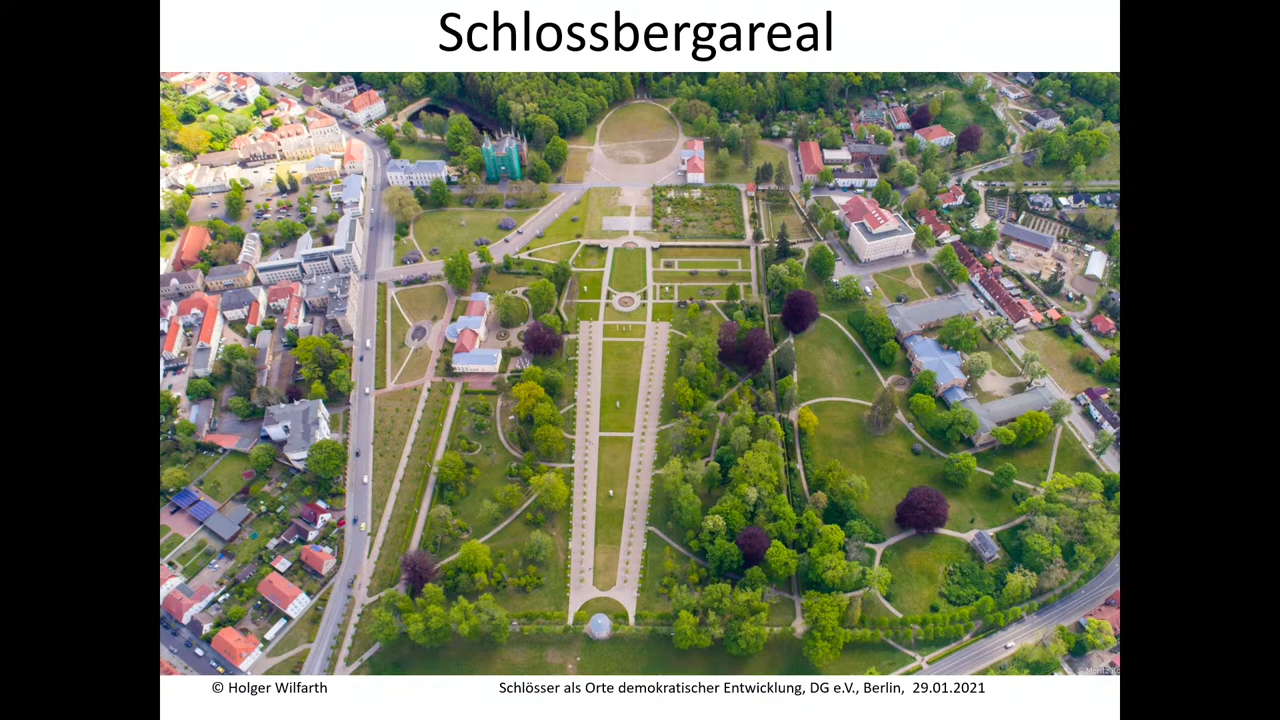 Schlossbergareal
© Holger Wilfarth
Schlösser als Orte demokratischer Entwicklung, DG e.V., Berlin, 29.01.2021